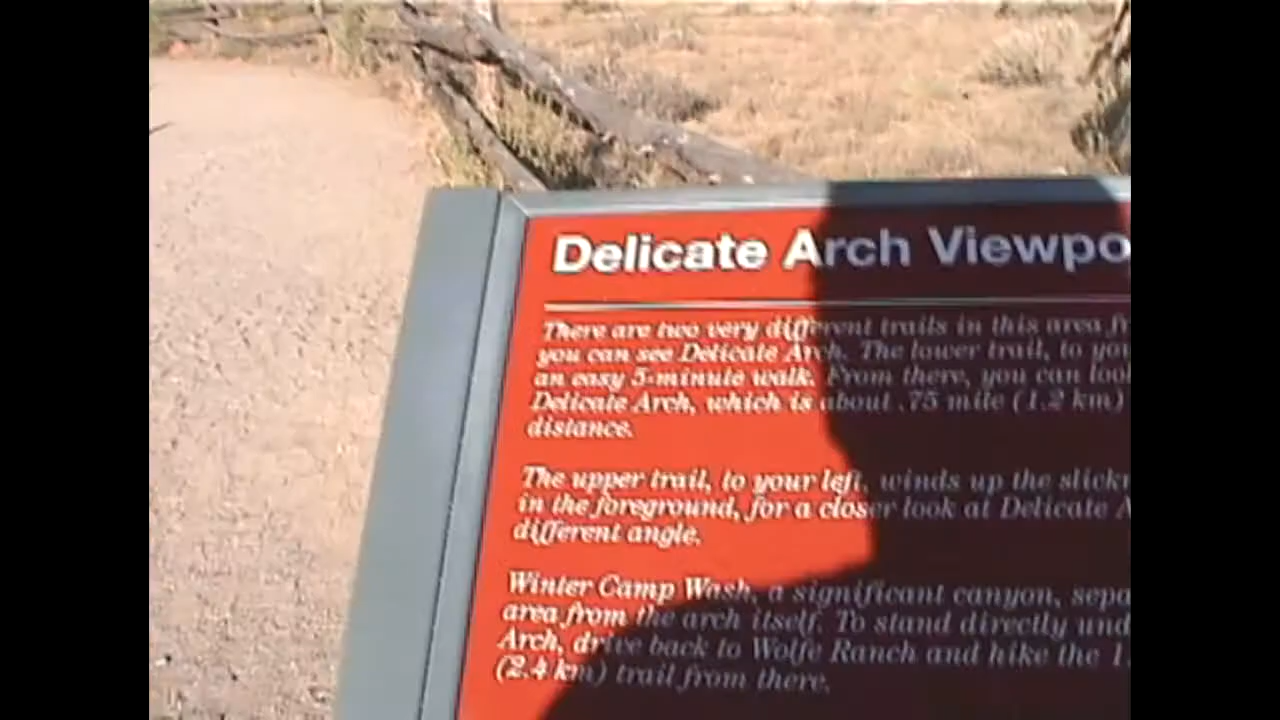 Delicate Arch Viewpo
There are two very different trails in this area fr
you can see Delicate Arch. The lower trail, to you
an easy 5-minute walk. From there, you can look
Delicate Arch, which is about .75 mile (1.2 km)
distance.
The upper trail, to your left, winds up the slickr
in the foreground, for a closer look at Delicate A
different angle.
Winter Camp Wash, a significant canyon, sepa
area from the arch itself. To stand directly und
Arch, drive back to Wolfe Ranch and hike the 1.
(2.4 km) trail from there.